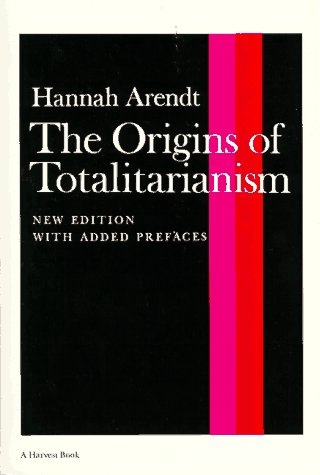 Hannah Arendt
The Origins of
Totalitarianism
NEW EDITION
WITH ADDED PREFACES
A Harvest Book